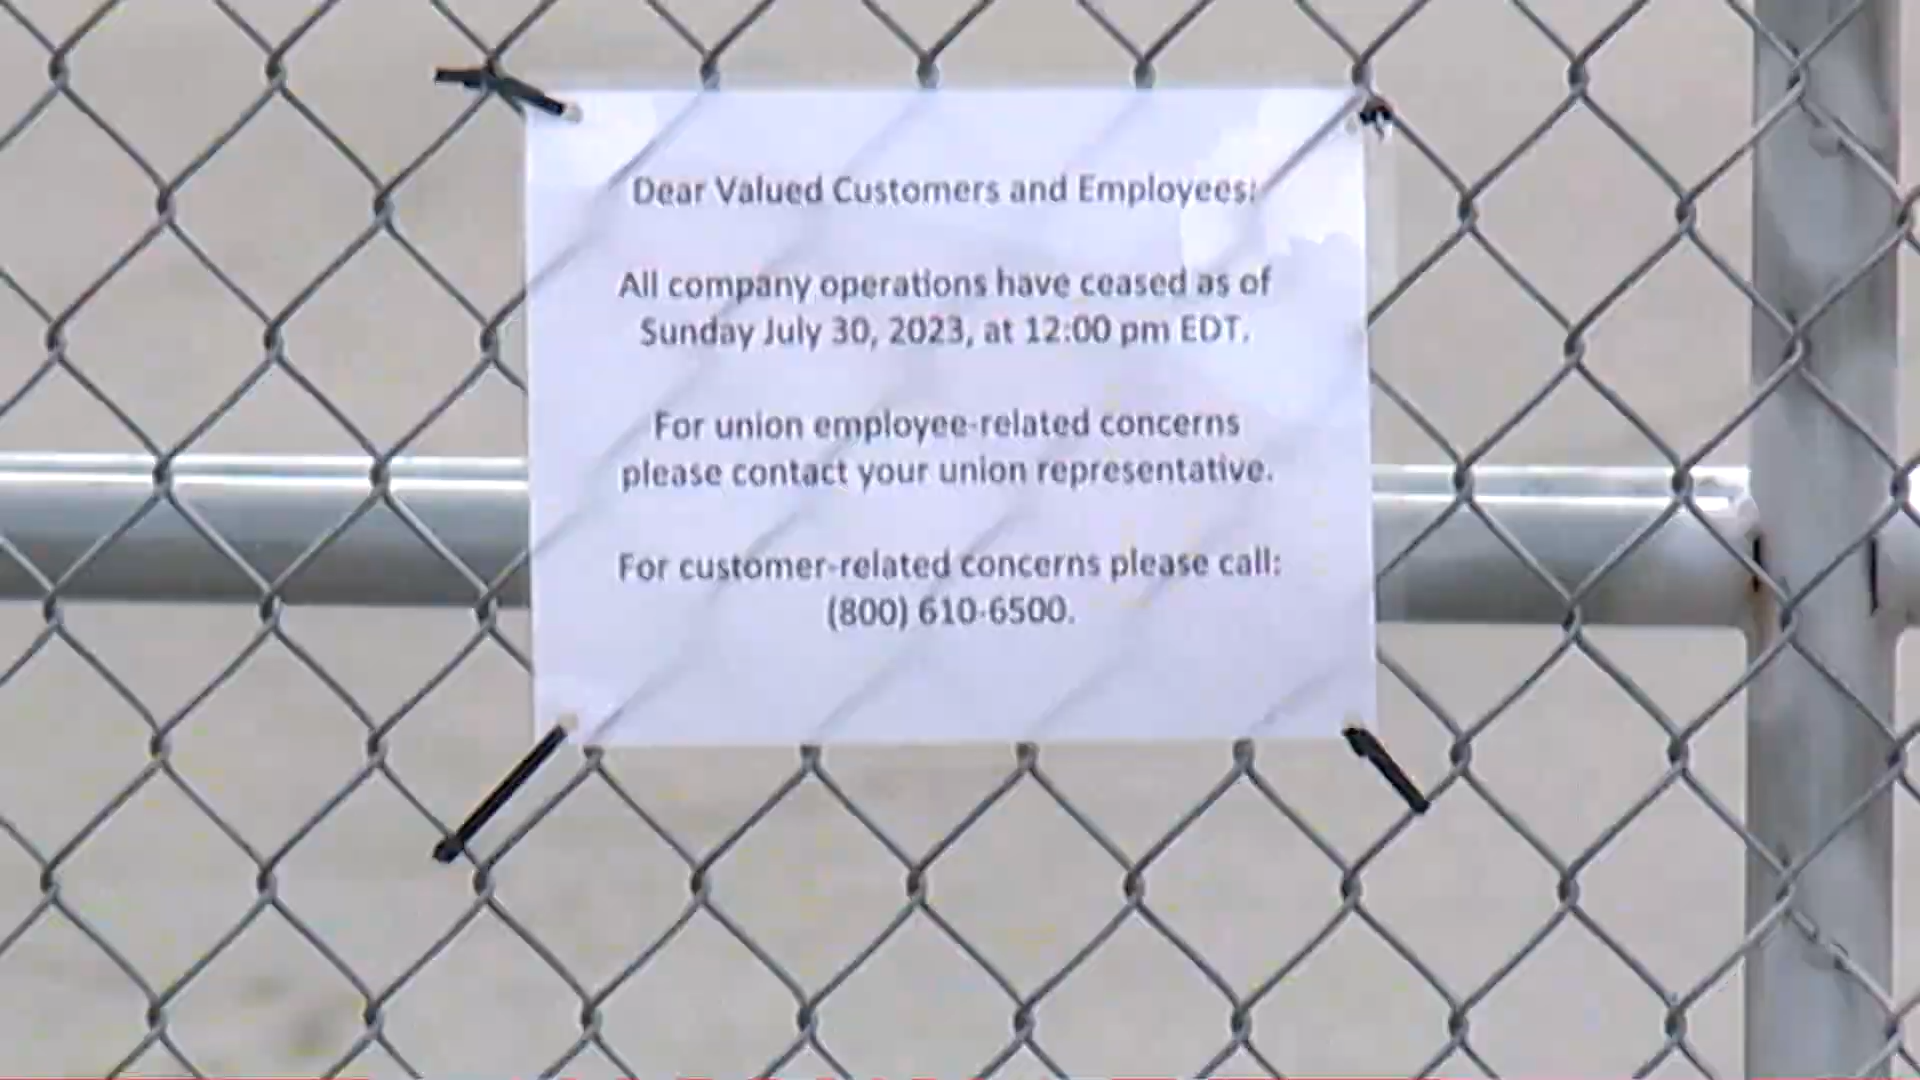 Dear Valued Customers and Employees:
All company operations have ceased as of
Sunday July 30, 2023, at 12:00 pm EDT.
For union employee-related concerns
please contact your union representative.
For customer-related concerns please call:
(800) 610-6500.